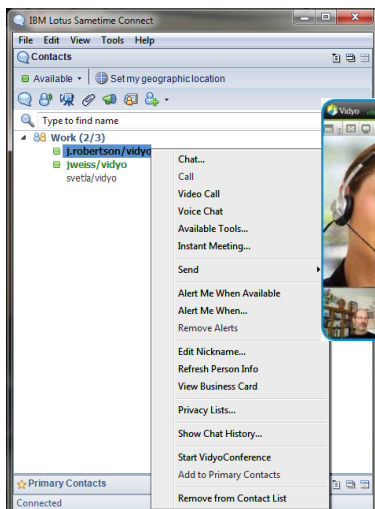 IBM Lotus Sametime Connect
File Edit View Tools Help
Contacts
Available
Set my geographic location
Type to find name
Work (2/3)
j.robertson/vidyo
jweiss/vidyo
svetla/vidyo
Chat...
Call
Video Call
Voice Chat
Available Tools...
Instant Meeting...
Send
Alert Me When Available
Alert Me When...
Remove Alerts
Edit Nickname...
Refresh Person Info
View Business Card
Privacy Lists...
Show Chat History...
Start VidyoConference
Add to Primary Contacts
Remove from Contact List
Vidyo
Primary Contacts
Connected